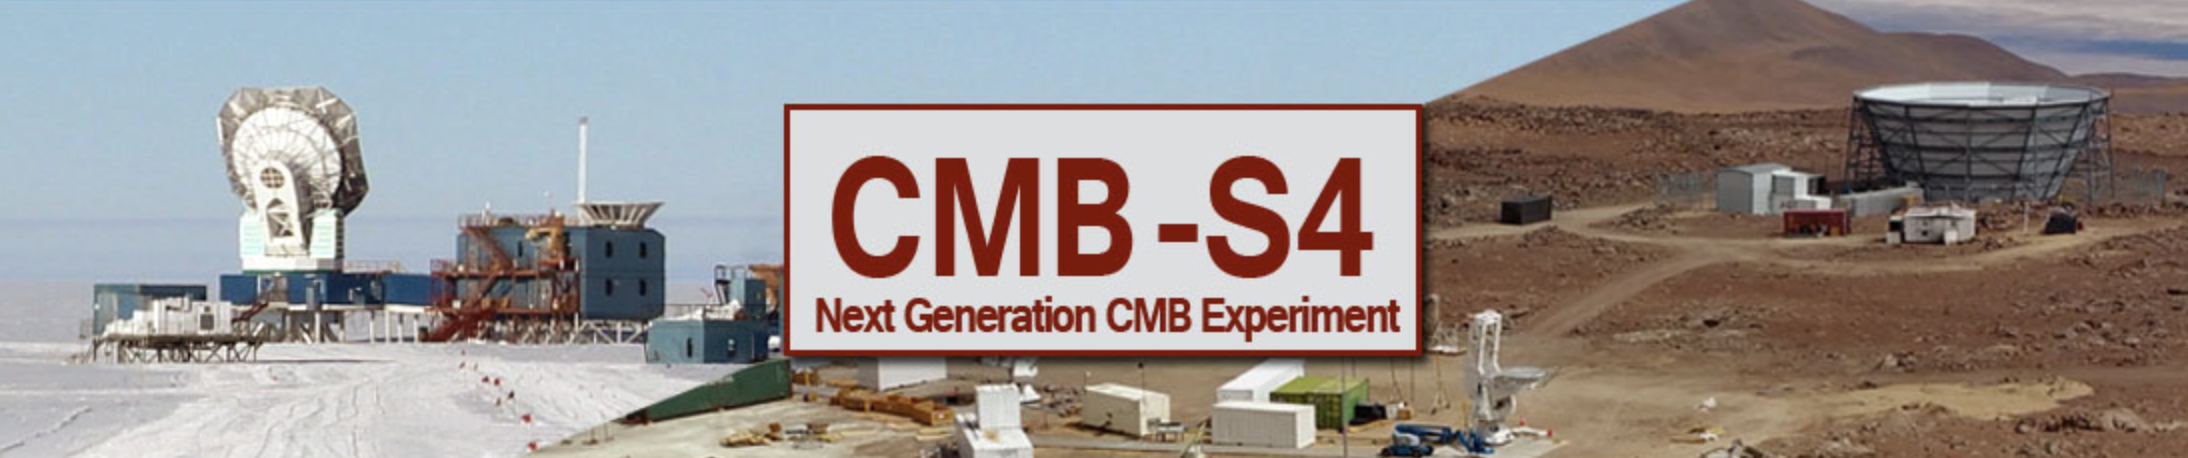 CMB-S4
Next Generation CMB Experiment